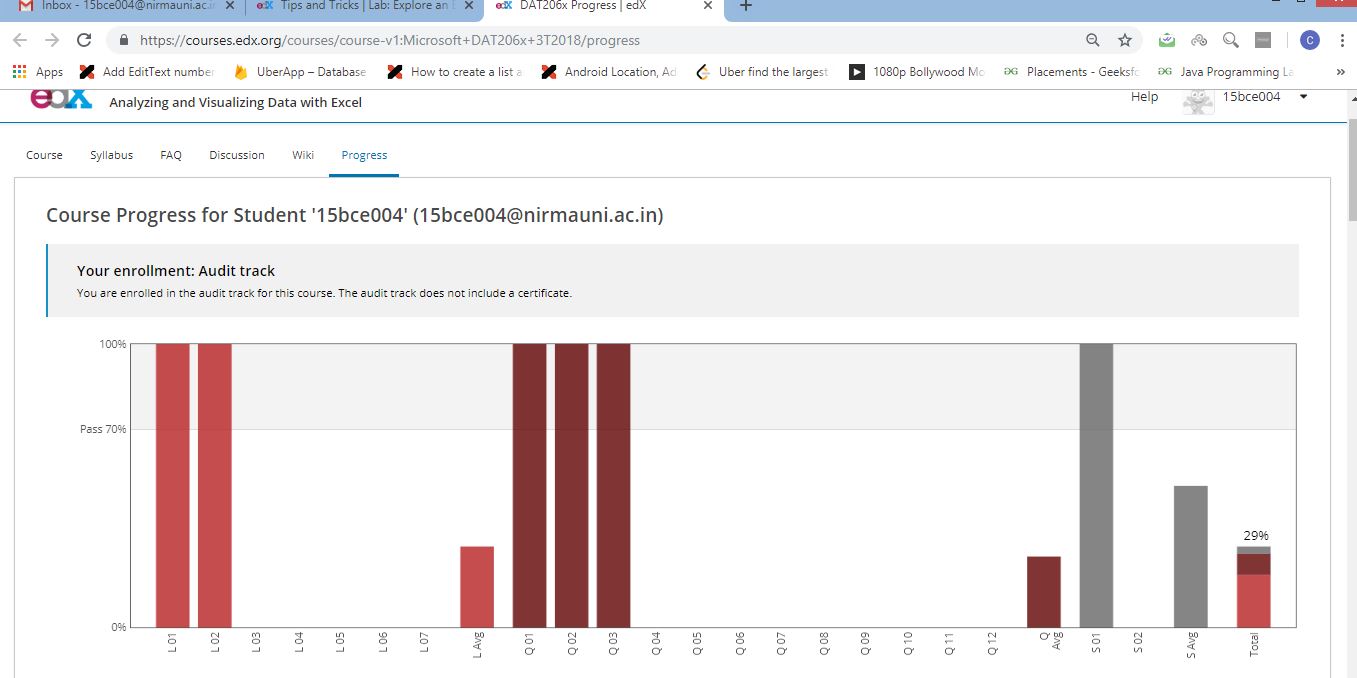 Inbox - 15bce004@nirmauni.ac.in
edX Tips and Tricks | Lab: Explore an E
edX DAT206x Progress | edX
https://courses.edx.org/courses/course-v1:Microsoft+DAT206x+3T2018/progress
C
Apps Add EditText number UberApp – Database How to create a list a Android Location, Ad Uber find the largest 1080p Bollywood Mo Placements - Geeksfo Java Programming La »
edX Analyzing and Visualizing Data with Excel Help 15bce004
Course Syllabus FAQ Discussion Wiki Progress
Course Progress for Student '15bce004' (15bce004@nirmauni.ac.in)
Your enrollment: Audit track
You are enrolled in the audit track for this course. The audit track does not include a certificate.
100%
Pass 70%
29%
0%
L 01 L 02 L 03 L 04 L 05 L 06 L 07 L Avg Q 01 Q 02 Q 03 Q 04 Q 05 Q 06 Q 07 Q 08 Q 09 Q 10 Q 11 Q 12 Q Avg S 01 S 02 S Avg Total